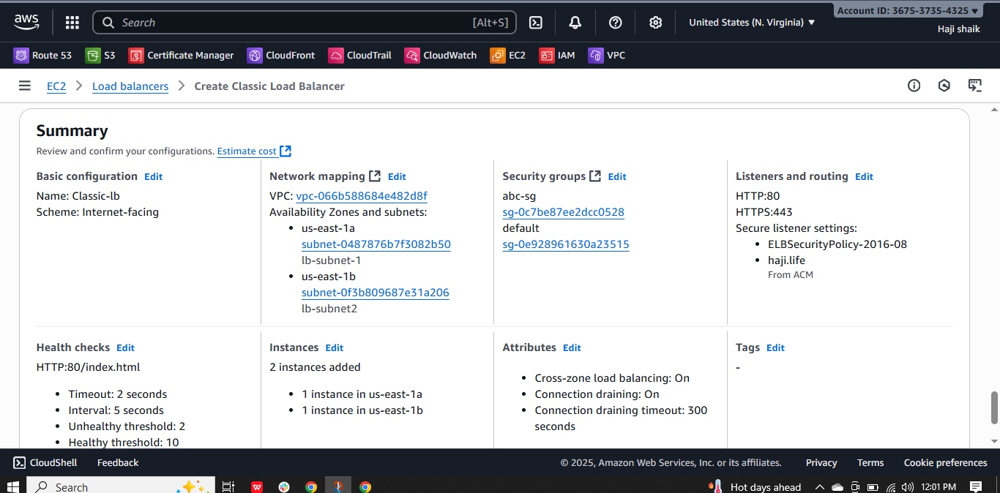 aws
Search
[Alt+S]
United States (N. Virginia) ▼
Account ID: 3675-3735-4325 ▼
Haji shaik
Route 53
S3
Certificate Manager
CloudFront
CloudTrail
CloudWatch
EC2
IAM
VPC
EC2 > Load balancers > Create Classic Load Balancer
Summary
Review and confirm your configurations. Estimate cost
Basic configuration Edit
Name: Classic-lb
Scheme: Internet-facing
Network mapping Edit
VPC: vpc-066b588684e482d8f
Availability Zones and subnets:
• us-east-1a
subnet-0487876b7f3082b50
lb-subnet-1
• us-east-1b
subnet-0f3b809687e31a206
lb-subnet2
Security groups Edit
abc-sg
sg-0c7be87ee2dcc0528
default
sg-0e928961630a23515
Listeners and routing Edit
HTTP:80
HTTPS:443
Secure listener settings:
• ELBSecurityPolicy-2016-08
• haji.life
From ACM
Health checks Edit
HTTP:80/index.html
• Timeout: 2 seconds
• Interval: 5 seconds
• Unhealthy threshold: 2
• Healthy threshold: 10
Instances Edit
2 instances added
• 1 instance in us-east-1a
• 1 instance in us-east-1b
Attributes Edit
• Cross-zone load balancing: On
• Connection draining: On
• Connection draining timeout: 300
seconds
Tags Edit
-
CloudShell
Feedback
© 2025, Amazon Web Services, Inc. or its affiliates.
Privacy
Terms
Cookie preferences
Search
Hot days ahead
12:01 PM